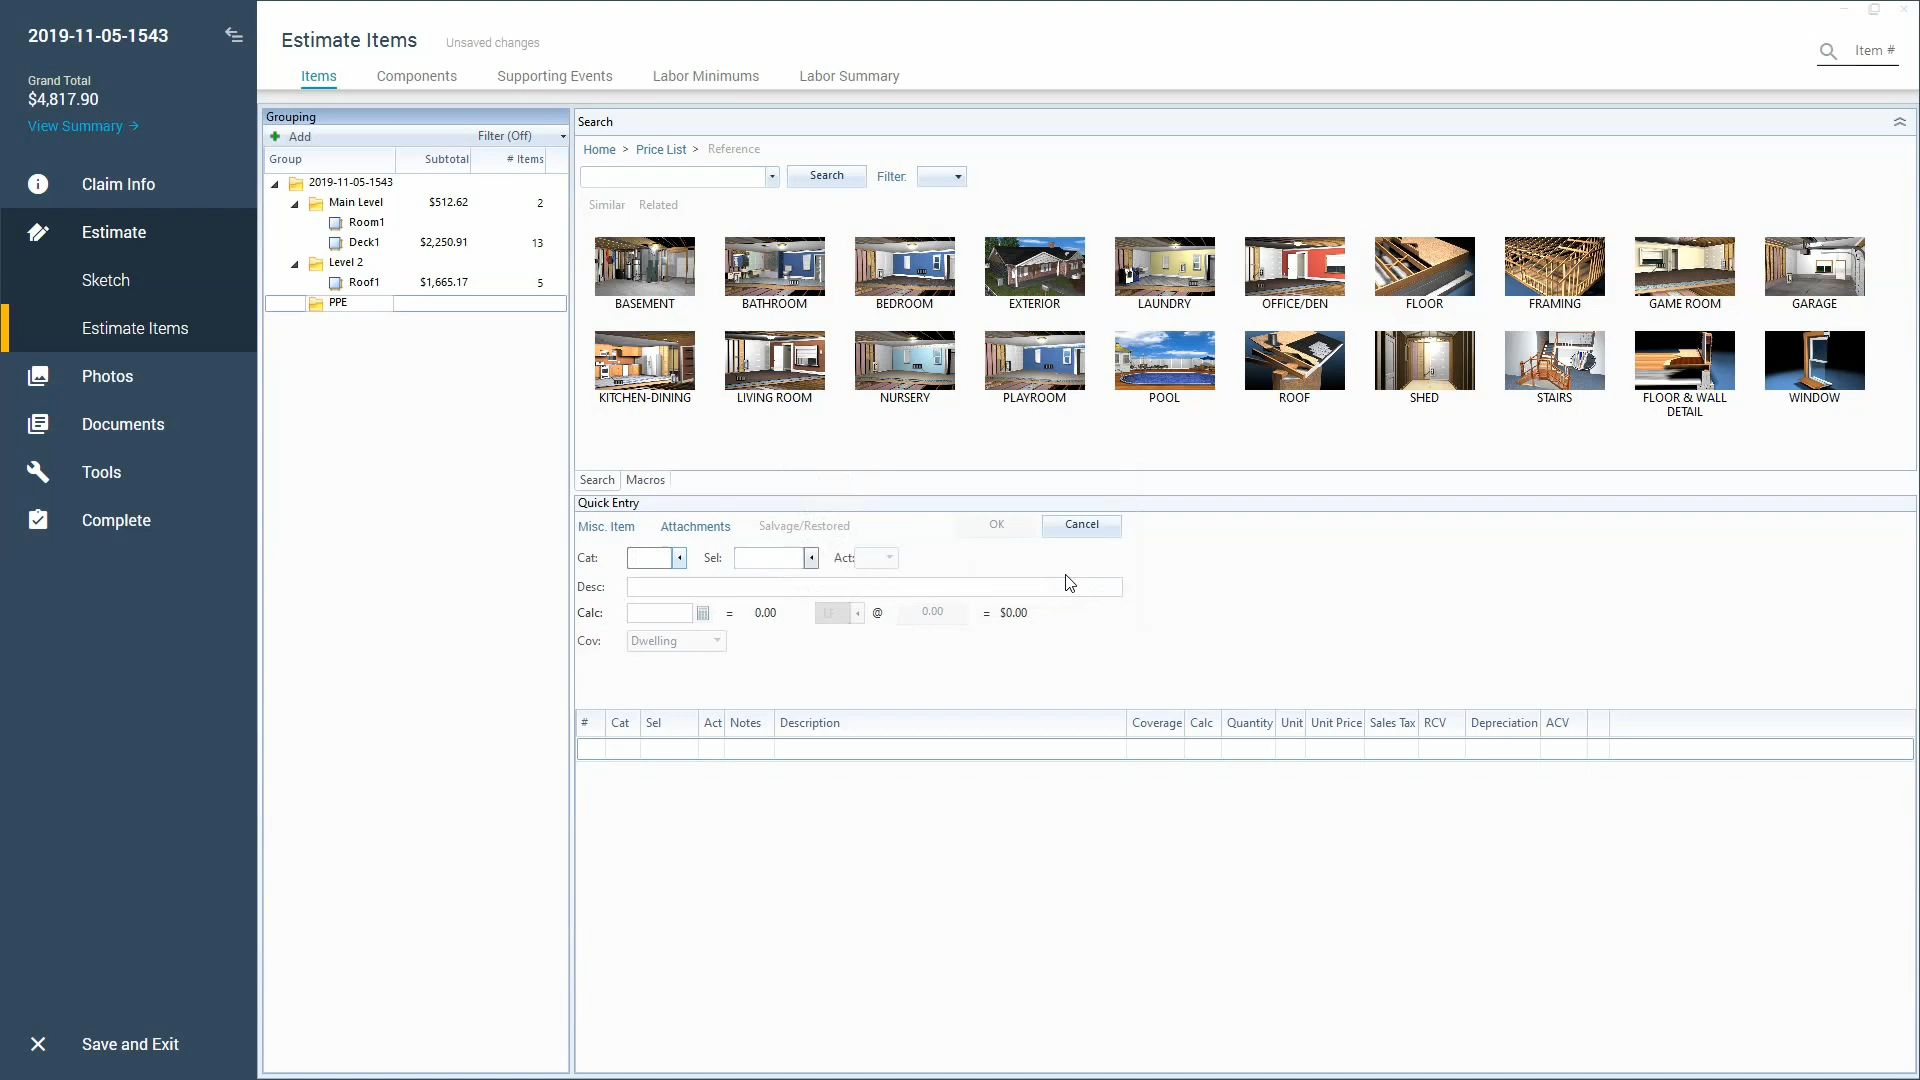 2019-11-05-1543
Grand Total
$4,817.90
View Summary →
Claim Info
Estimate
Sketch
Estimate Items
Photos
Documents
Tools
Complete
Save and Exit
Estimate Items Unsaved changes
Item #
Items Components Supporting Events Labor Minimums Labor Summary
Grouping
Add Filter (Off)
Group Subtotal # Items
2019-11-05-1543
Main Level $512.62 2
Room1
Deck1 $2,250.91 13
Level 2
Roof1 $1,665.17 5
PPE
Search
Home > Price List > Reference
Search Filter:
Similar Related
BASEMENT BATHROOM BEDROOM EXTERIOR LAUNDRY OFFICE/DEN FLOOR FRAMING GAME ROOM GARAGE
KITCHEN-DINING LIVING ROOM NURSERY PLAYROOM POOL ROOF SHED STAIRS FLOOR & WALL DETAIL WINDOW
Search Macros
Quick Entry
Misc. Item Attachments Salvage/Restored OK Cancel
Cat: Sel: Act:
Desc:
Calc: = 0.00 LF @ 0.00 = $0.00
Cov: Dwelling
# Cat Sel Act Notes Description Coverage Calc Quantity Unit Unit Price Sales Tax RCV Depreciation ACV